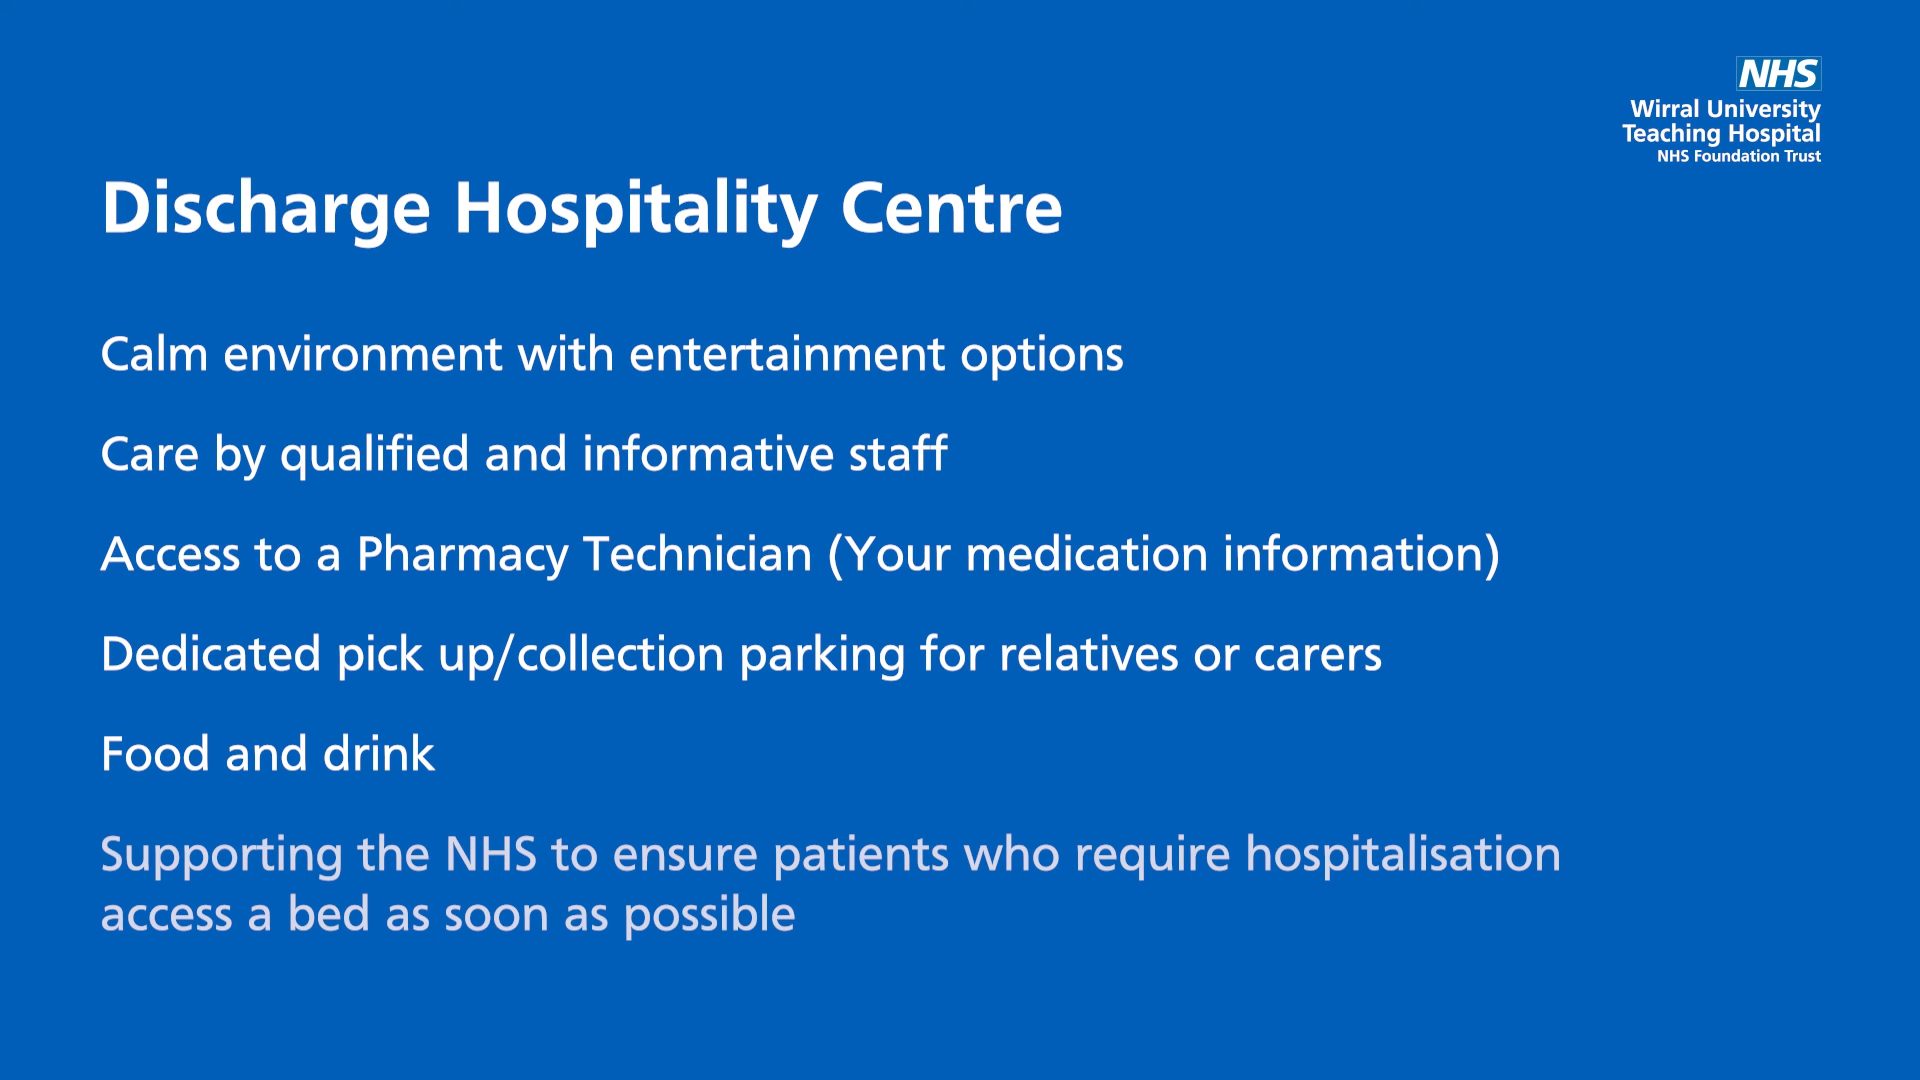 NHS
Wirral University
Teaching Hospital
NHS Foundation Trust
Discharge Hospitality Centre
Calm environment with entertainment options
Care by qualified and informative staff
Access to a Pharmacy Technician (Your medication information)
Dedicated pick up/collection parking for relatives or carers
Food and drink
Supporting the NHS to ensure patients who require hospitalisation
access a bed as soon as possible